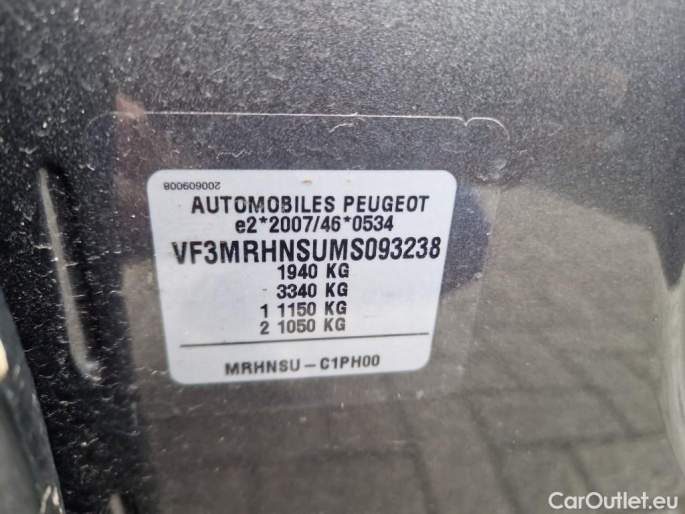 200609008
AUTOMOBILES PEUGEOT
e2*2007/46*0534
VF3MRHNSUMS093238
1940 KG
3340 KG
1 1150 KG
2 1050 KG
MRHNSU-C1PH00
CarOutlet.eu